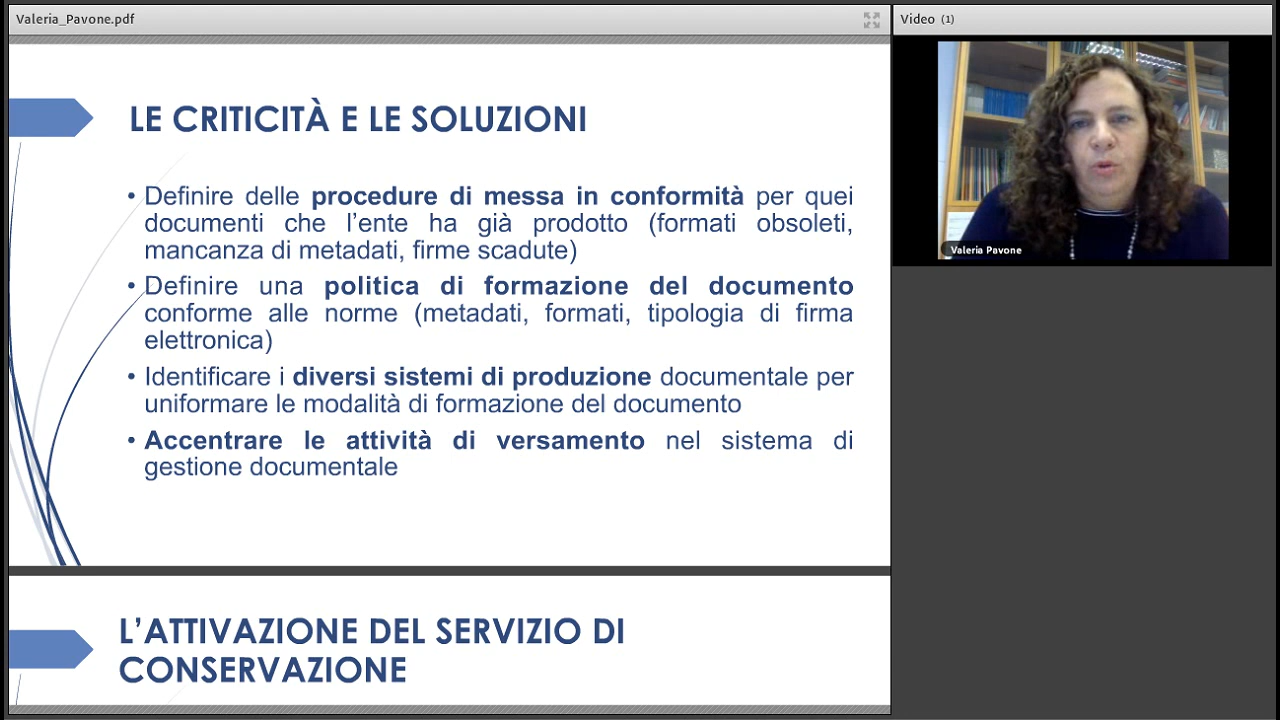 Valeria_Pavone.pdf
Video (1)
LE CRITICITÀ E LE SOLUZIONI
• Definire delle procedure di messa in conformità per quei
documenti che l'ente ha già prodotto (formati obsoleti,
mancanza di metadati, firme scadute)
• Definire una politica di formazione del documento
conforme alle norme (metadati, formati, tipologia di firma
elettronica)
• Identificare i diversi sistemi di produzione documentale per
uniformare le modalità di formazione del documento
• Accentrare le attività di versamento nel sistema di
gestione documentale
L'ATTIVAZIONE DEL SERVIZIO DI
CONSERVAZIONE
Valeria Pavone